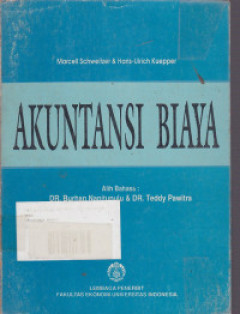 Marcell Schweitzer & Hans-Ulrich Kuepper
AKUNTANSI BIAYA
Alih Bahasa :
DR. Burhan & DR. Teddy Pawitra
LEMBAGA PENERBIT
FAKULTAS EKONOMI UNIVERSITAS INDONESIA